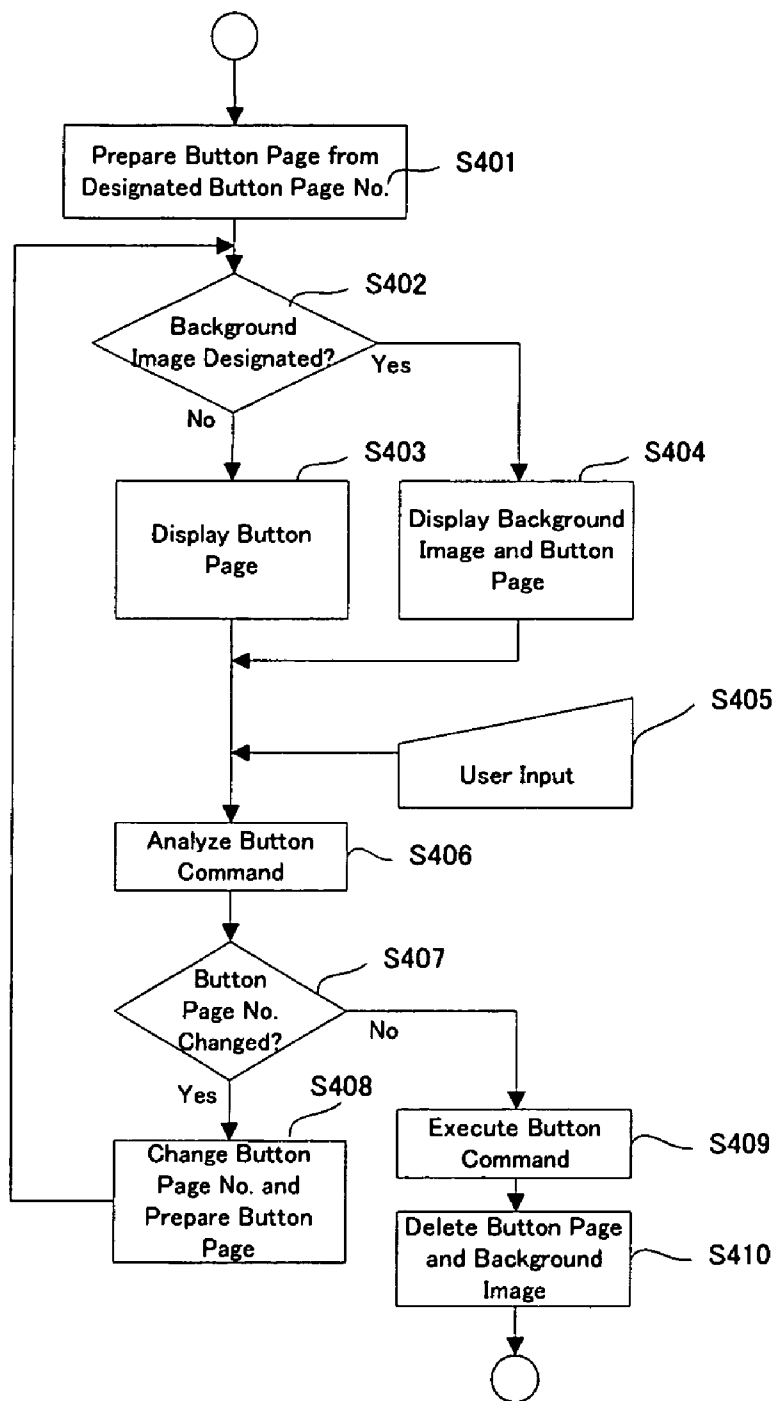 Prepare Button Page from
Designated Button Page No.
S401
S402
Background
Image Designated?
Yes
No
S403
S404
Display Button
Page
Display Background
Image and Button
Page
S405
User Input
Analyze Button
Command
S406
Button
Page No.
Changed?
S407
No
Yes
S408
Change Button
Page No. and
Prepare Button
Page
Execute Button
Command
S409
Delete Button Page
and Background
Image
S410